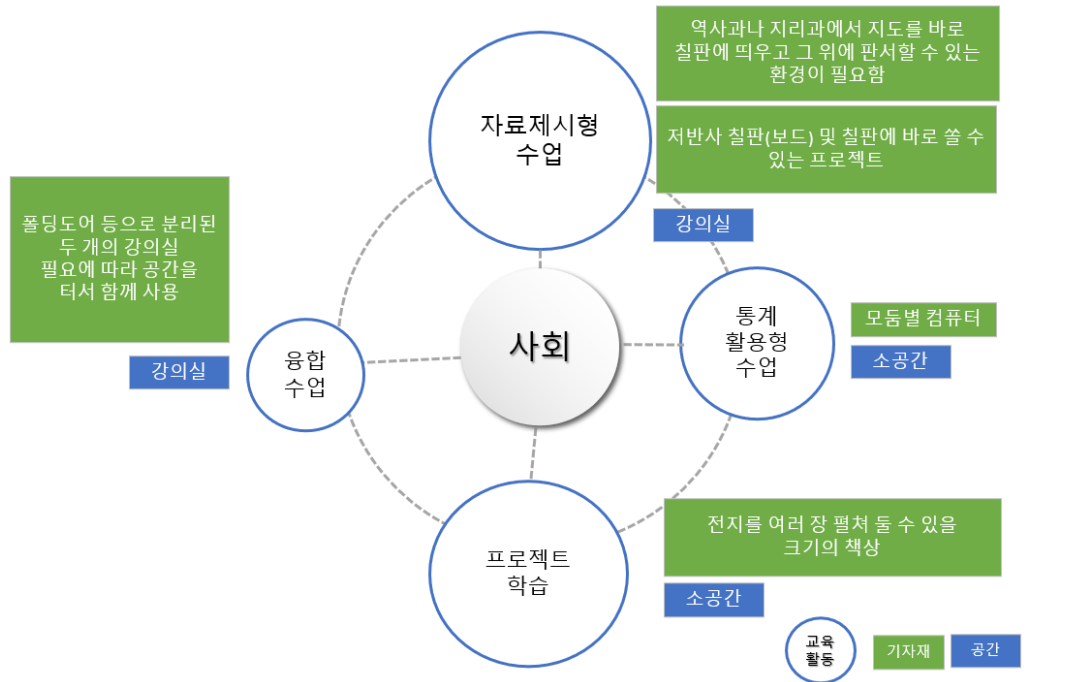 역사과나 지리과에서 지도를 바로
칠판에 띄우고 그 위에 판서할 수 있는
환경이 필요함
자료제시형
수업
저반사 칠판(보드) 및 칠판에 바로 쏠 수
있는 프로젝트
강의실
폴딩도어 등으로 분리된
두 개의 강의실
필요에 따라 공간을
터서 함께 사용
강의실
융합
수업
사회
통계
활용형
수업
모둠별 컴퓨터
소공간
프로젝트
학습
전지를 여러 장 펼쳐 둘 수 있을
크기의 책상
소공간
교육
활동
기자재
공간